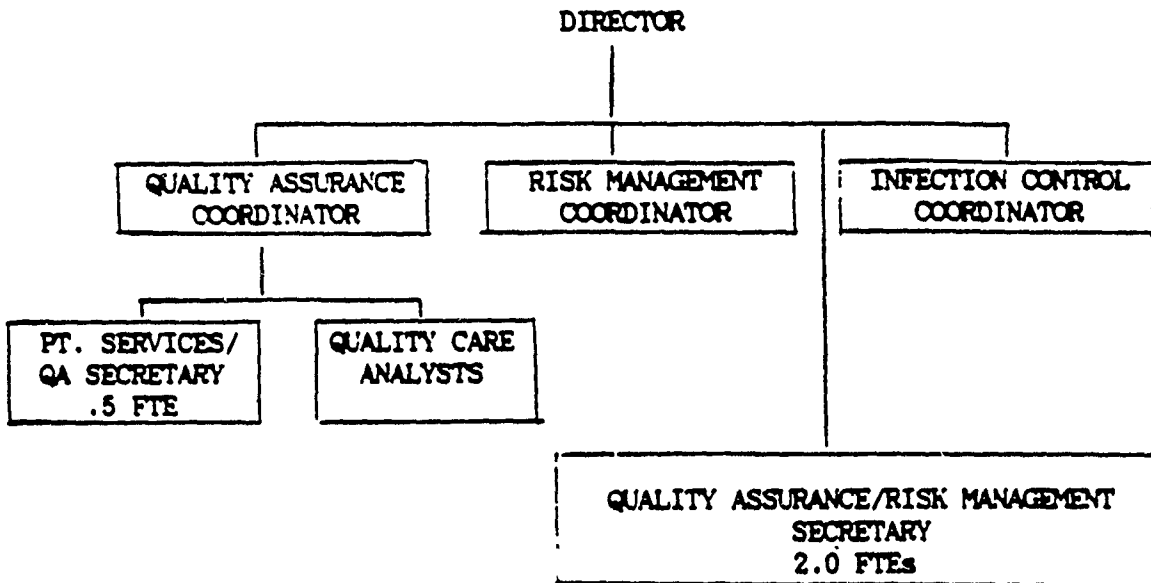 DIRECTOR
QUALITY ASSURANCE
COORDINATOR
RISK MANAGEMENT
COORDINATOR
INFECTION CONTROL
COORDINATOR
PT. SERVICES/
QA SECRETARY
.5 FTE
QUALITY CARE
ANALYSTS
QUALITY ASSURANCE/RISK MANAGEMENT
SECRETARY
2.0 FTEs